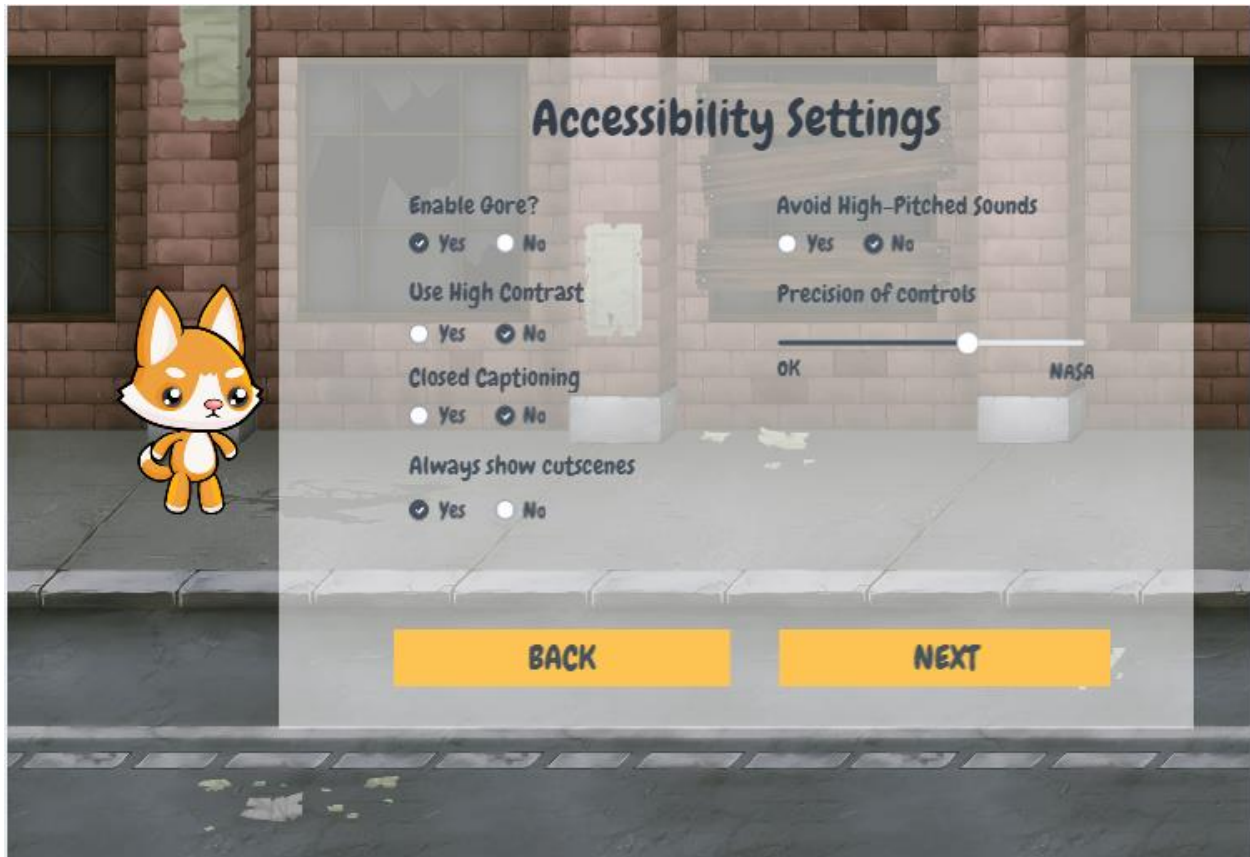 Accessibility Settings
Enable Gore?
Yes No
Use High Contrast
Yes No
Closed Captioning
Yes No
Always show cutscenes
Yes No
Avoid High-Pitched Sounds
Yes No
Precision of controls
OK NASA
BACK NEXT